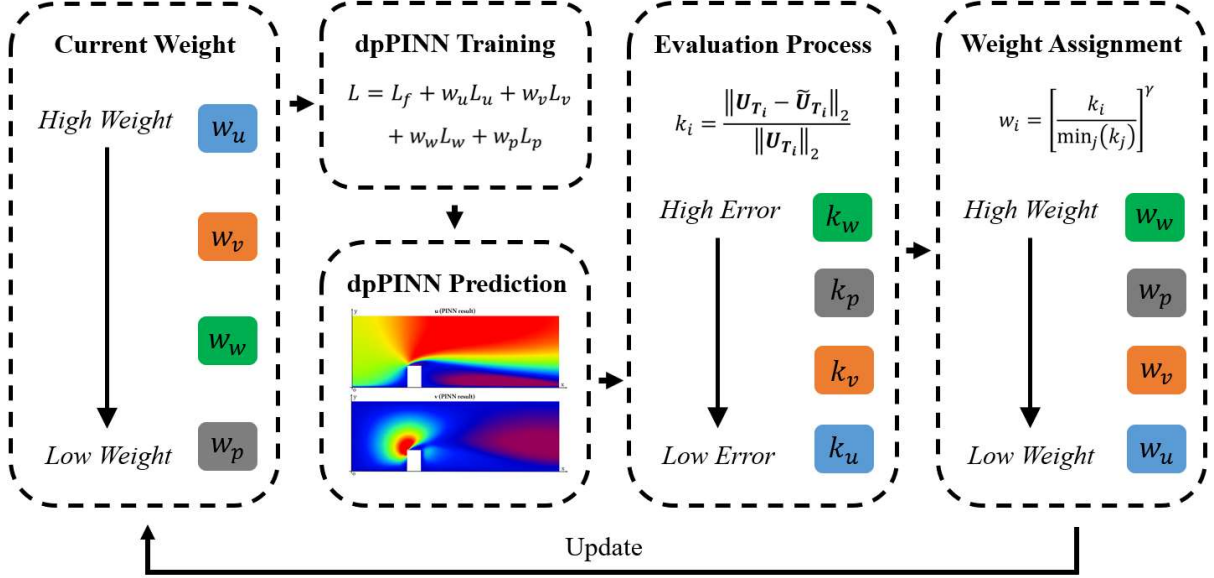 Current Weight
High Weight
w_u
w_v
w_w
w_p
Low Weight
dpPINN Training
L = L_f + w_u L_u + w_v L_v
+ w_w L_w + w_p L_p
dpPINN Prediction
u (PINN result)
y
x
v (PINN result)
y
x
Evaluation Process
k_i = ‖U_{T_i} − Ũ_{T_i}‖_2 / ‖U_{T_i}‖_2
High Error
k_w
k_p
k_v
k_u
Low Error
Weight Assignment
w_i = [k_i / min_j(k_j)]^γ
High Weight
w_w
w_p
w_v
w_u
Low Weight
Update